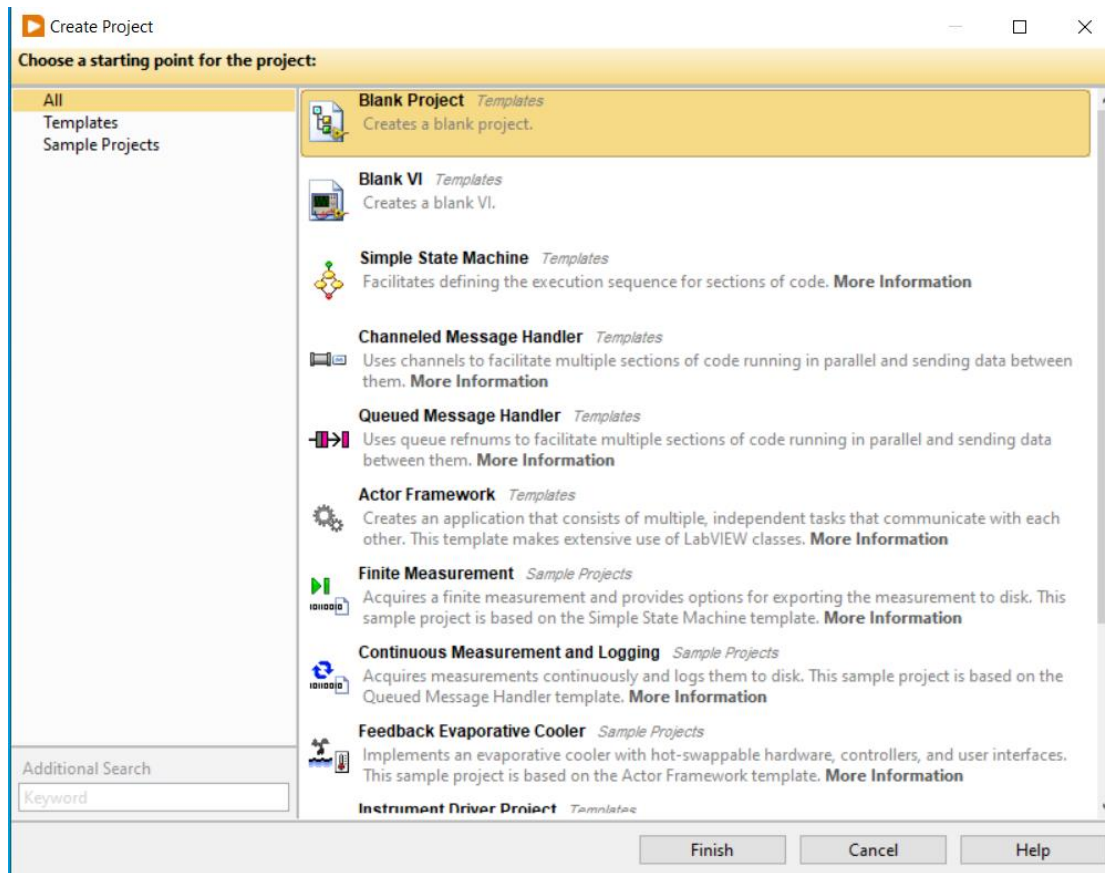 Create Project
Choose a starting point for the project:
All
Templates
Sample Projects
Blank Project Templates
Creates a blank project.
Blank VI Templates
Creates a blank VI.
Simple State Machine Templates
Facilitates defining the execution sequence for sections of code. More Information
Channeled Message Handler Templates
Uses channels to facilitate multiple sections of code running in parallel and sending data between
them. More Information
Queued Message Handler Templates
Uses queue refnums to facilitate multiple sections of code running in parallel and sending data
between them. More Information
Actor Framework Templates
Creates an application that consists of multiple, independent tasks that communicate with each
other. This template makes extensive use of LabVIEW classes. More Information
Finite Measurement Sample Projects
Acquires a finite measurement and provides options for exporting the measurement to disk. This
sample project is based on the Simple State Machine template. More Information
Continuous Measurement and Logging Sample Projects
Acquires measurements continuously and logs them to disk. This sample project is based on the
Queued Message Handler template. More Information
Feedback Evaporative Cooler Sample Projects
Implements an evaporative cooler with hot-swappable hardware, controllers, and user interfaces.
This sample project is based on the Actor Framework template. More Information
Instrument Driver Project Templates
Additional Search
Keyword
Finish
Cancel
Help